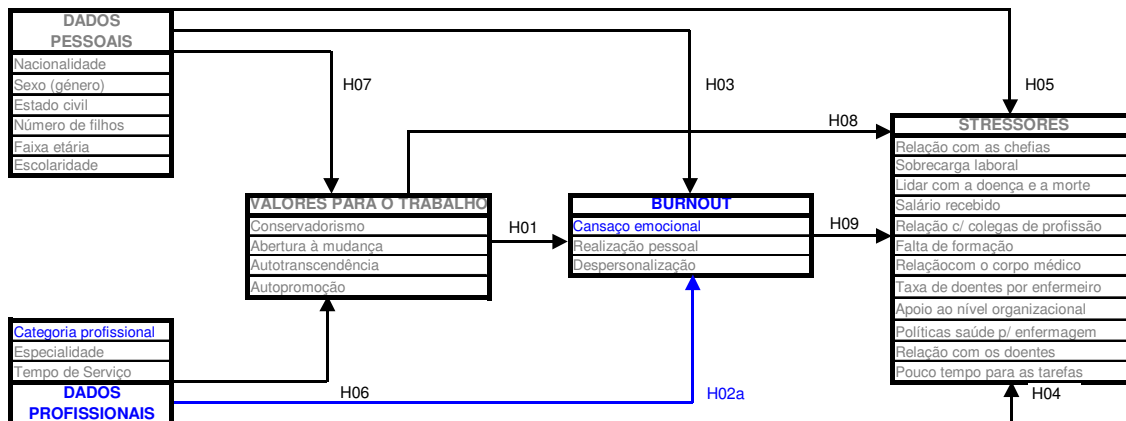 DADOS
PESSOAIS
Nacionalidade
Sexo (género)
Estado civil
Número de filhos
Faixa etária
Escolaridade
H07
H03
H05
H08
STRESSORES
Relação com as chefias
Sobrecarga laboral
Lidar com a doença e a morte
Salário recebido
Relação c/ colegas de profissão
Falta de formação
Relaçãocom o corpo médico
Taxa de doentes por enfermeiro
Apoio ao nível organizacional
Políticas saúde p/ enfermagem
Relação com os doentes
Pouco tempo para as tarefas
VALORES PARA O TRABALHO
Conservadorismo
Abertura à mudança
Autotranscendência
Autopromoção
H01
BURNOUT
Cansaço emocional
Realização pessoal
Despersonalização
H09
Categoria profissional
Especialidade
Tempo de Serviço
DADOS
PROFISSIONAIS
H06
H02a
H04